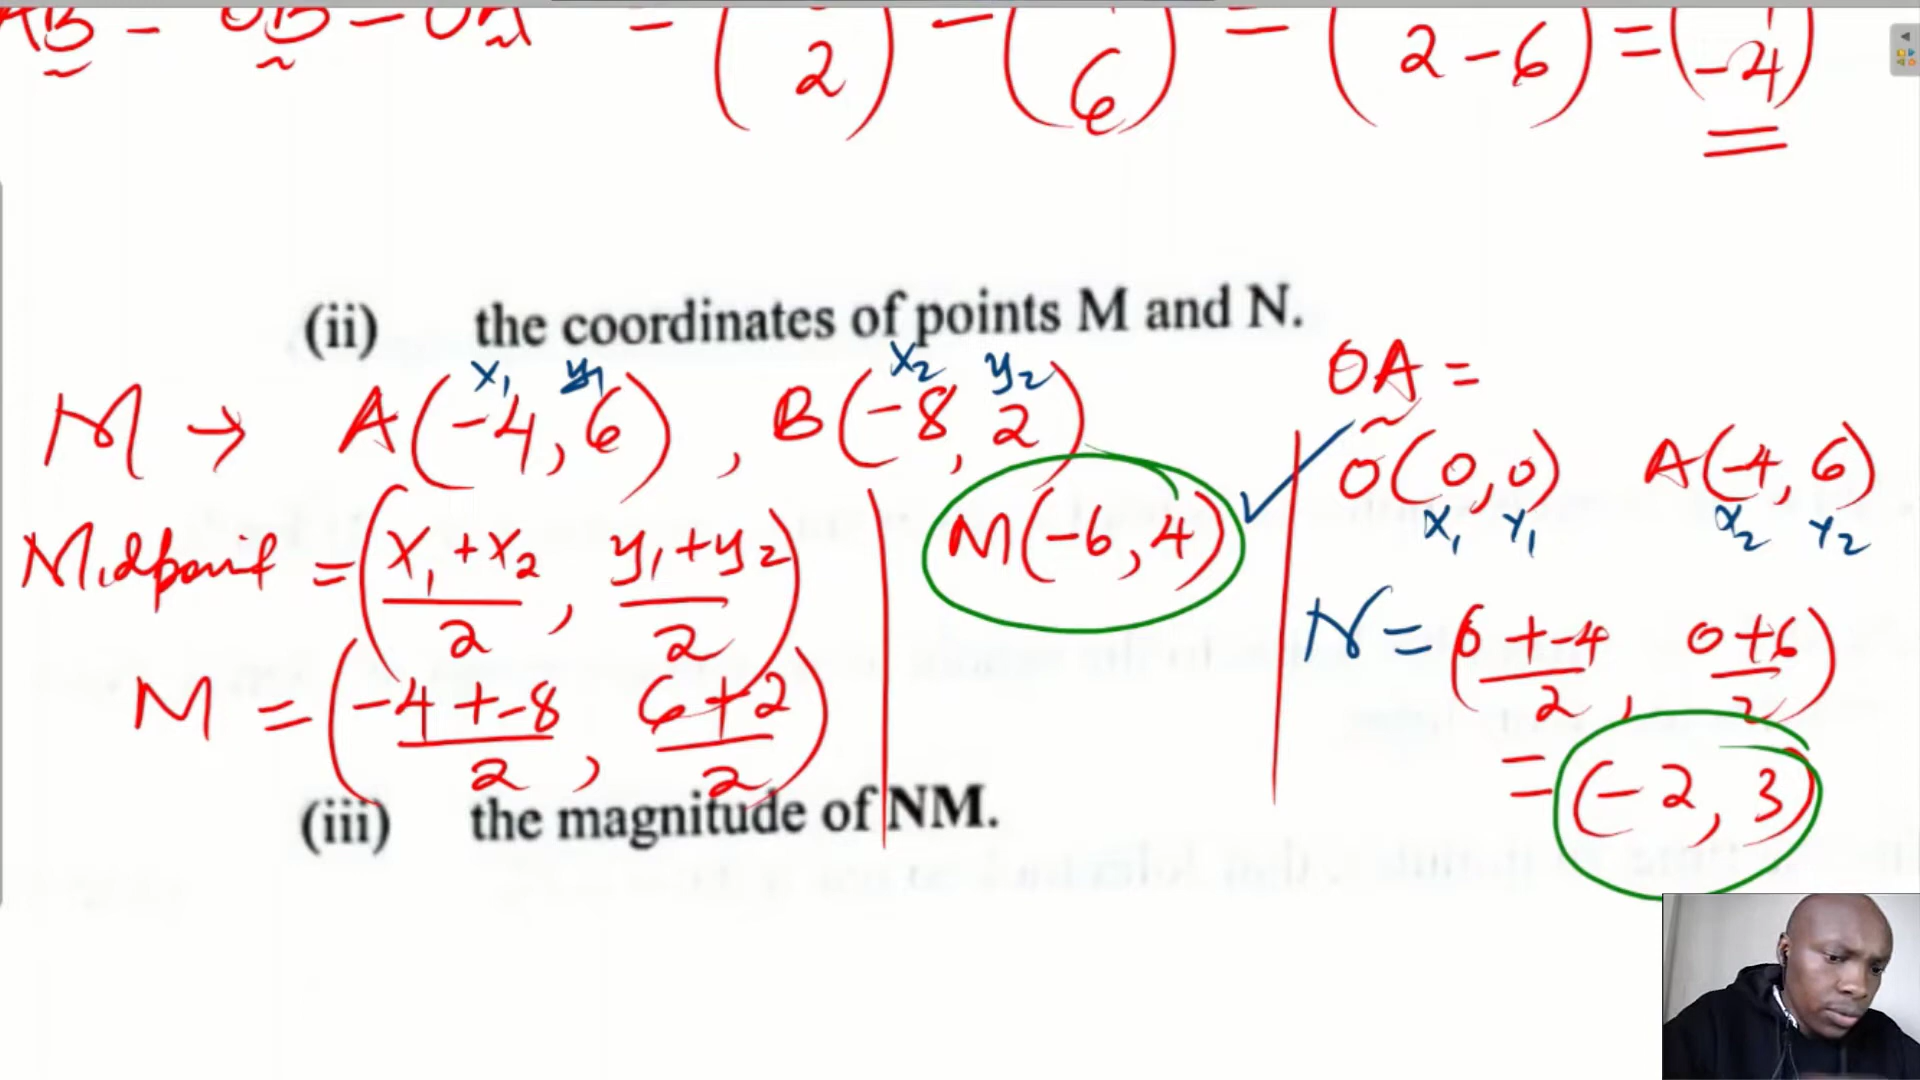 AB = OB - OA = ( 2 ) - ( 6 ) = ( 2 - 6 ) = ( -4 )
(ii) the coordinates of points M and N.
M → A(-4, 6), B(-8, 2)
x₁ y₁ x₂ y₂
Midpoint = (x₁ + x₂ / 2, y₁ + y₂ / 2)
M = (-4 + -8 / 2, 6 + 2 / 2)
M(-6, 4)
OA =
O(0, 0) A(-4, 6)
x₁ y₁ x₂ y₂
N = (0 + -4 / 2, 0 + 6 / 2)
= (-2, 3)
(iii) the magnitude of NM.